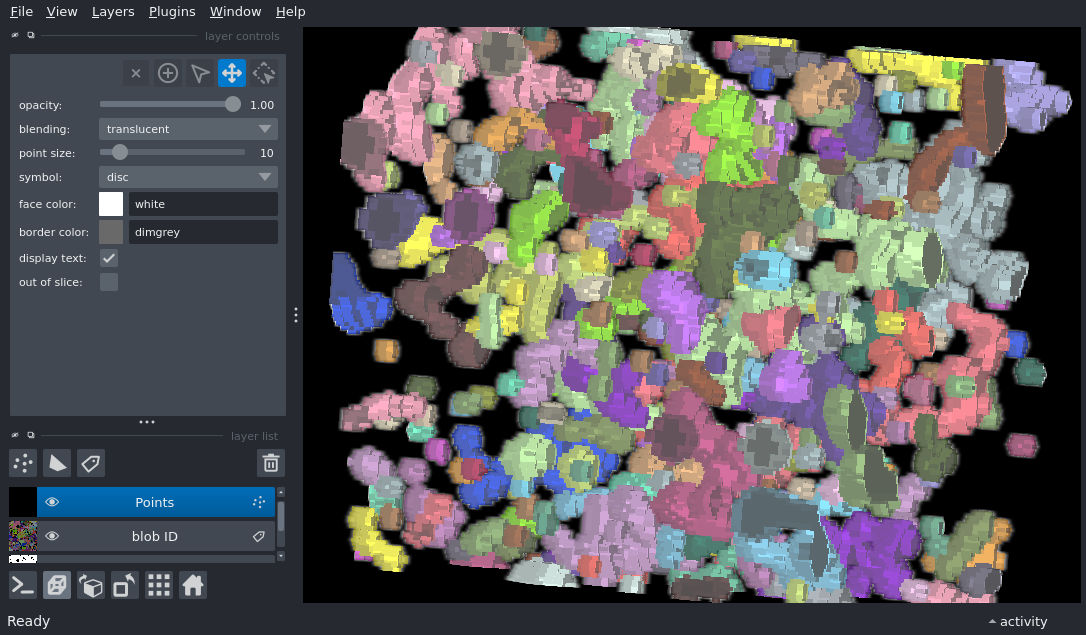 File View Layers Plugins Window Help
layer controls
opacity: 1.00
blending: translucent
point size: 10
symbol: disc
face color: white
border color: dimgrey
display text:
out of slice:
layer list
Points
blob ID
Ready
activity